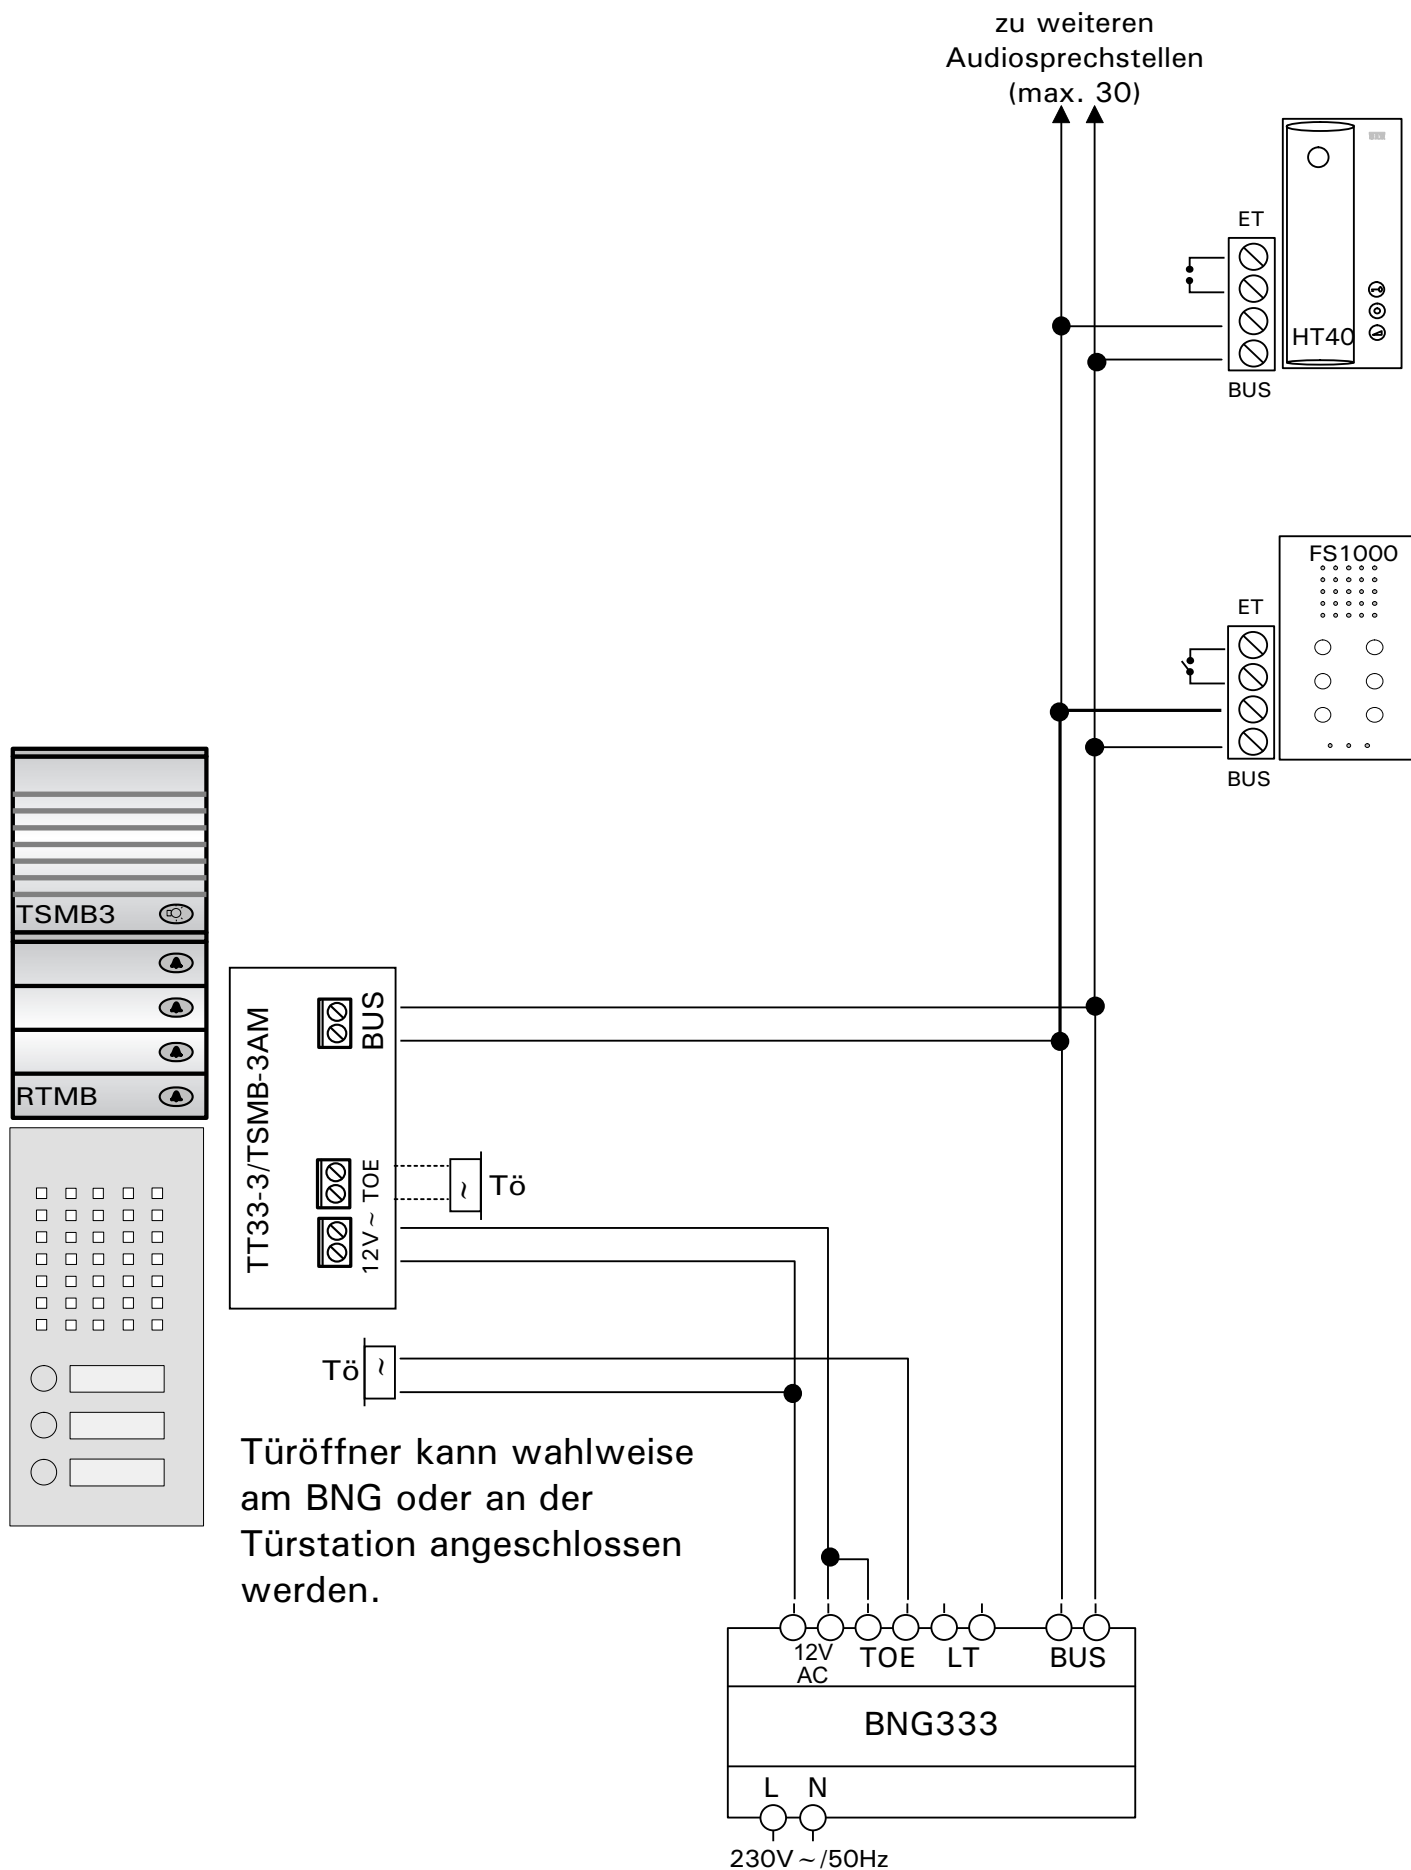 zu weiteren
Audiosprechstellen
(max. 30)
ET
HT40
BUS
FS1000
ET
BUS
TSMB3
RTMB
TT33-3/TSMB-3AM
BUS
TOE
12V~
Tö
Tö
Türöffner kann wahlweise
am BNG oder an der
Türstation angeschlossen
werden.
12V
AC
TOE
LT
BUS
BNG333
L N
230V~/50Hz